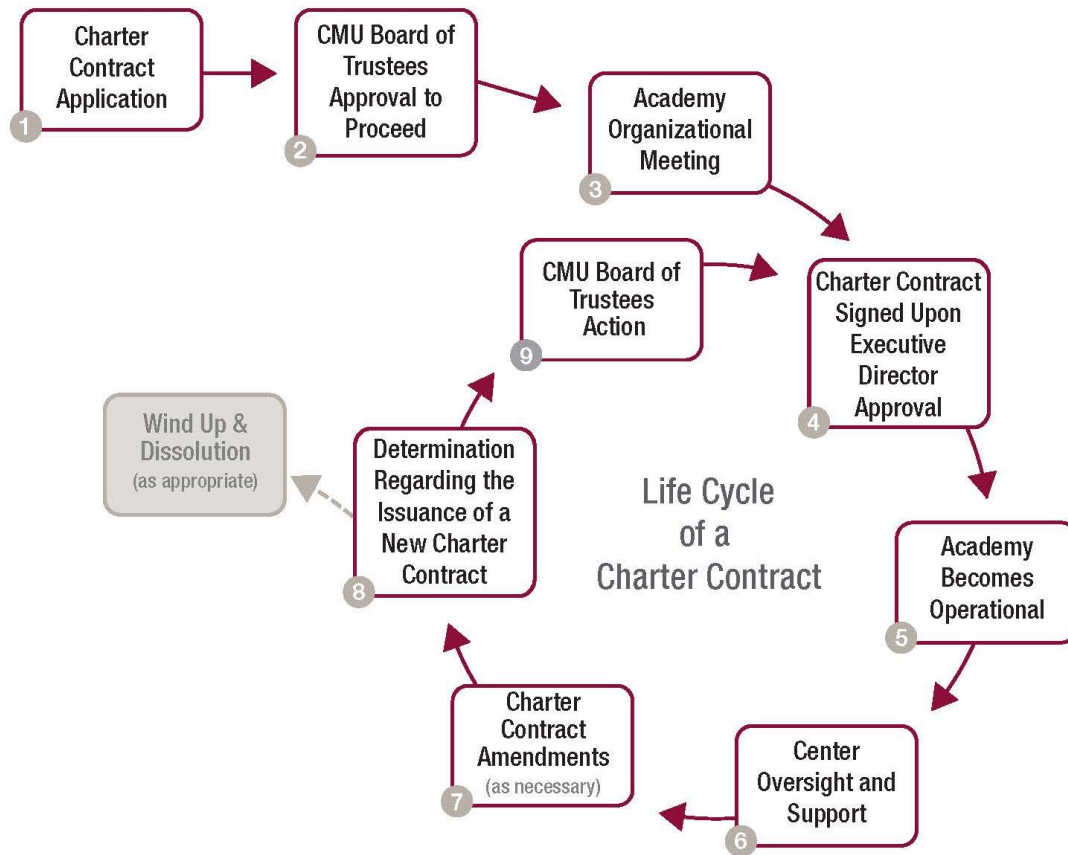 Charter
Contract
Application
1
CMU Board of
Trustees
Approval to
Proceed
2
Academy
Organizational
Meeting
3
Charter Contract
Signed Upon
Executive
Director
Approval
4
Academy
Becomes
Operational
5
Center
Oversight and
Support
6
Charter
Contract
Amendments
(as necessary)
7
Determination
Regarding the
Issuance of a
New Charter
Contract
8
Wind Up &
Dissolution
(as appropriate)
CMU Board of
Trustees
Action
9
Life Cycle
of a
Charter Contract